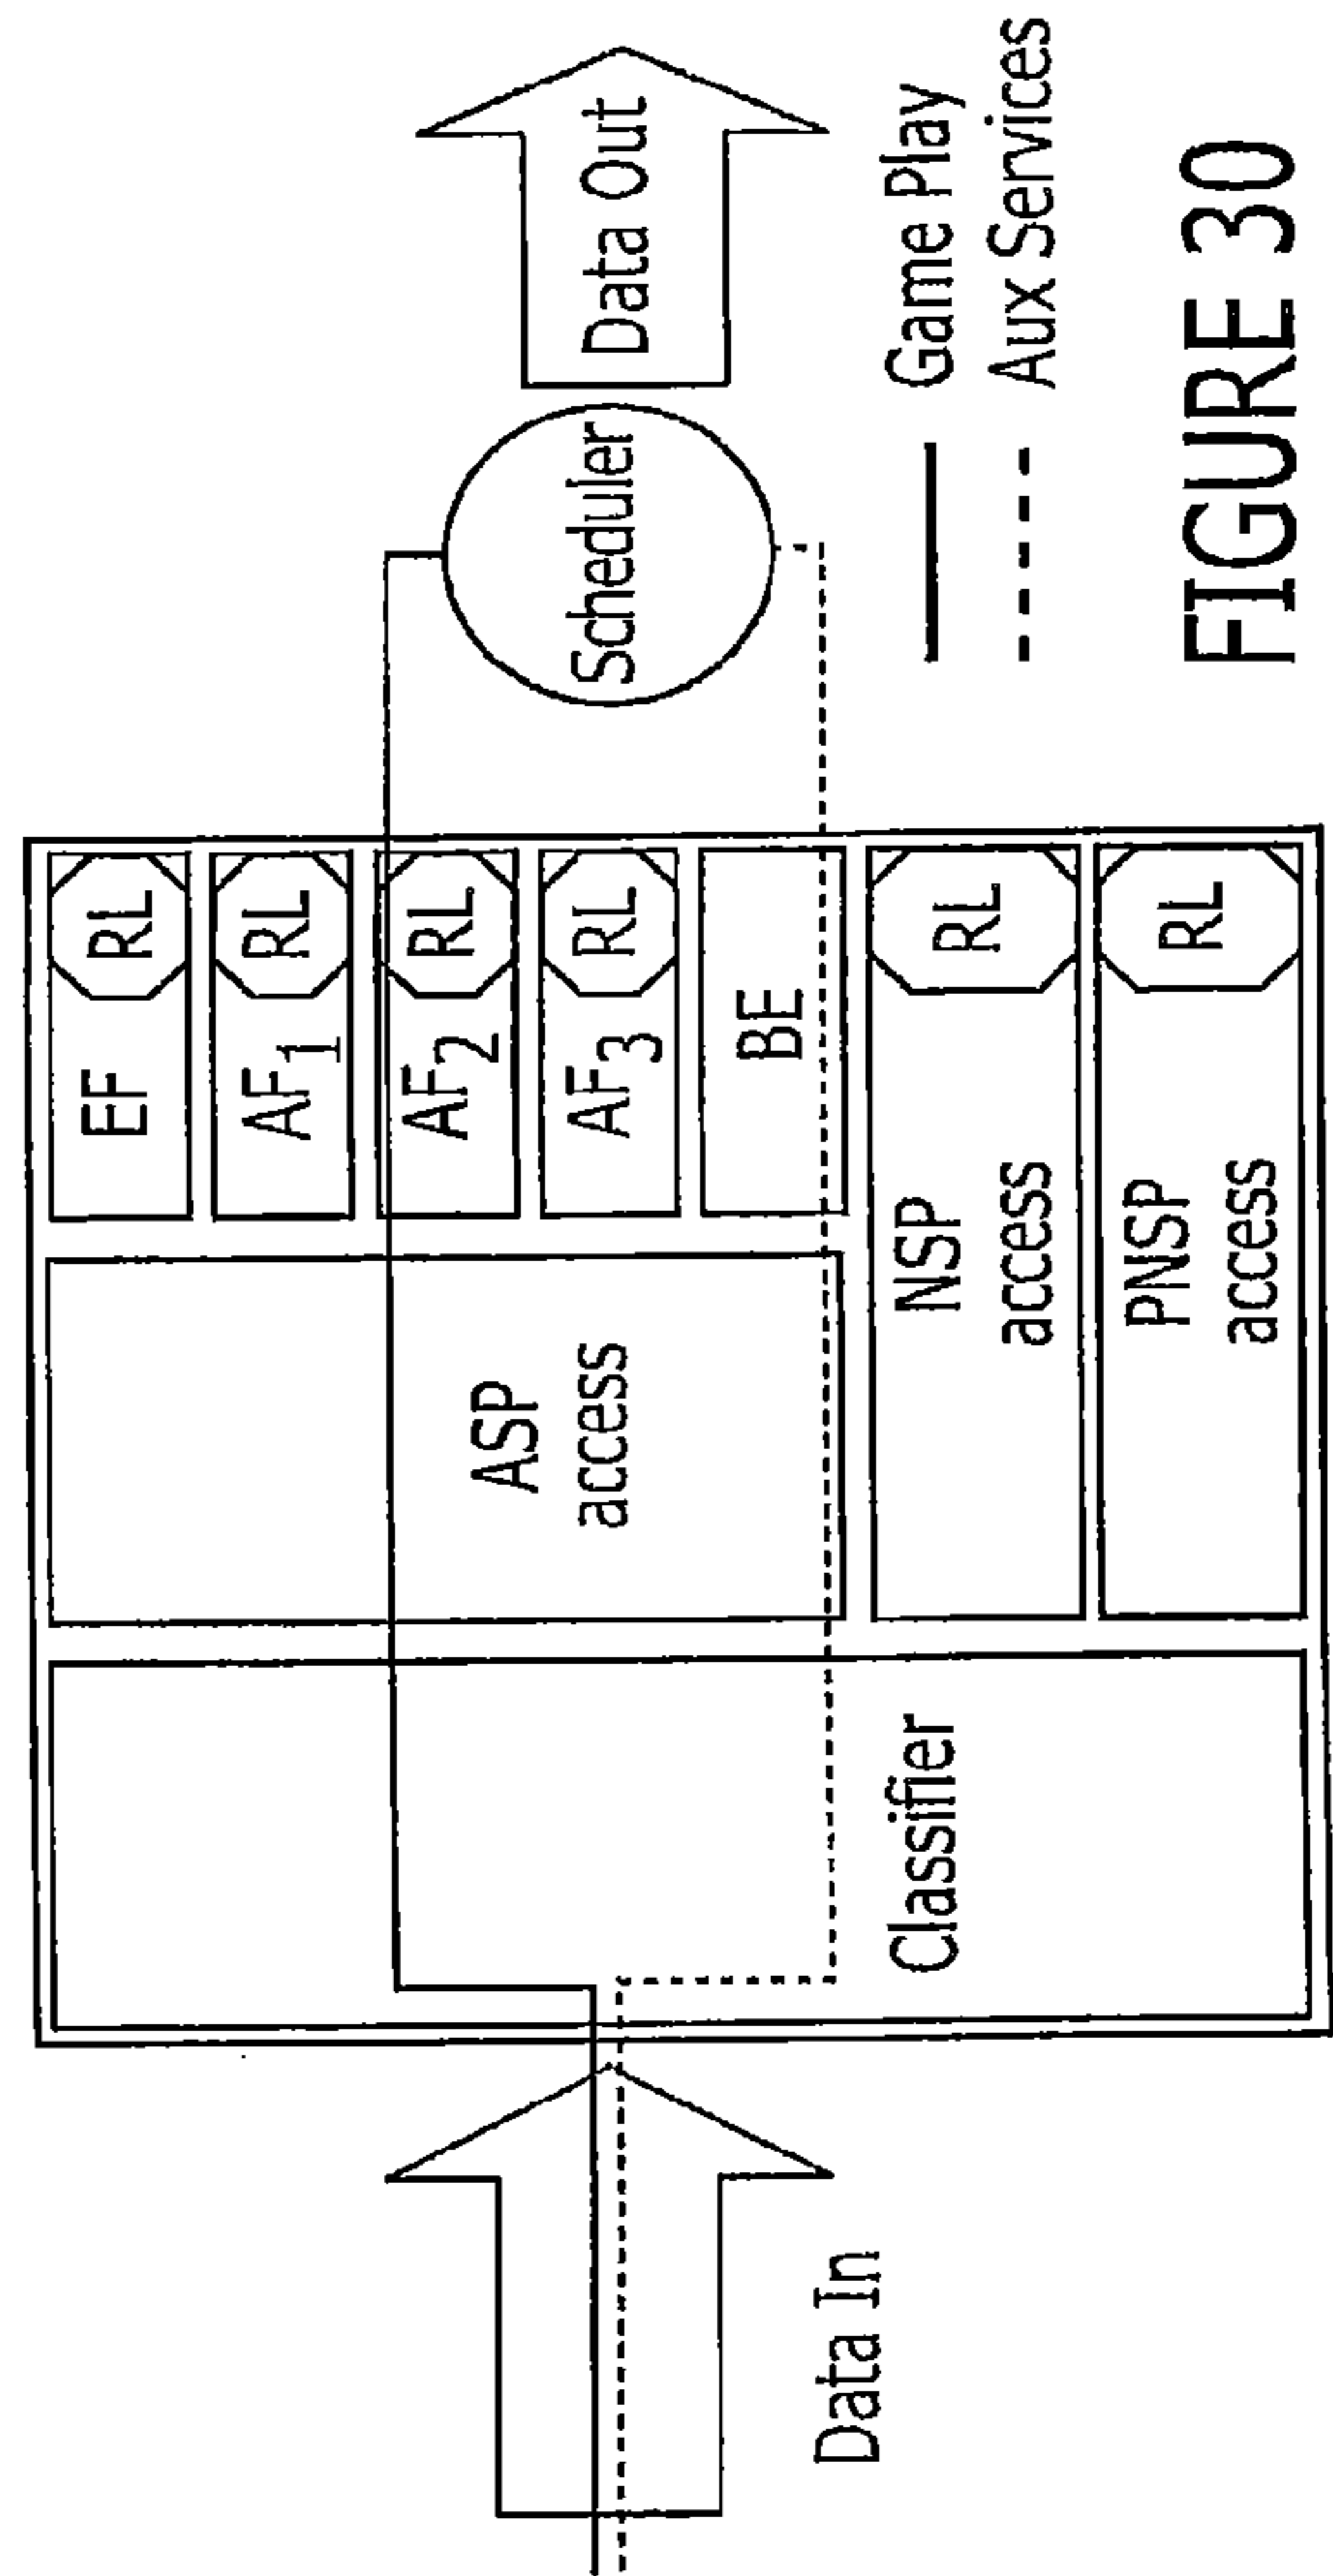 Data In
Classifier
ASP
access
EF RL
AF1 RL
AF2 RL
AF3 RL
BE
NSP
access
RL
PNSP
access
RL
Scheduler
Data Out
Game Play
Aux Services
FIGURE 30